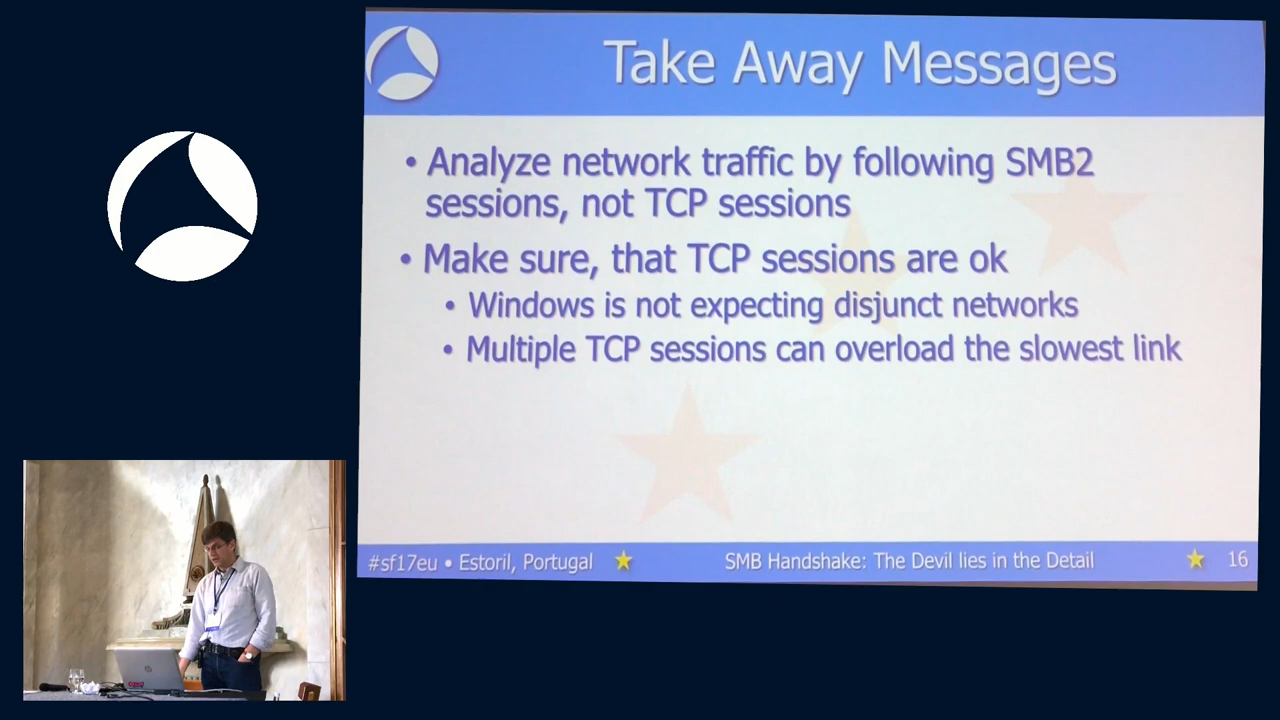 Take Away Messages
• Analyze network traffic by following SMB2
sessions, not TCP sessions
• Make sure, that TCP sessions are ok
• Windows is not expecting disjunct networks
• Multiple TCP sessions can overload the slowest link
#sf17eu • Estoril, Portugal
SMB Handshake: The Devil lies in the Detail
16